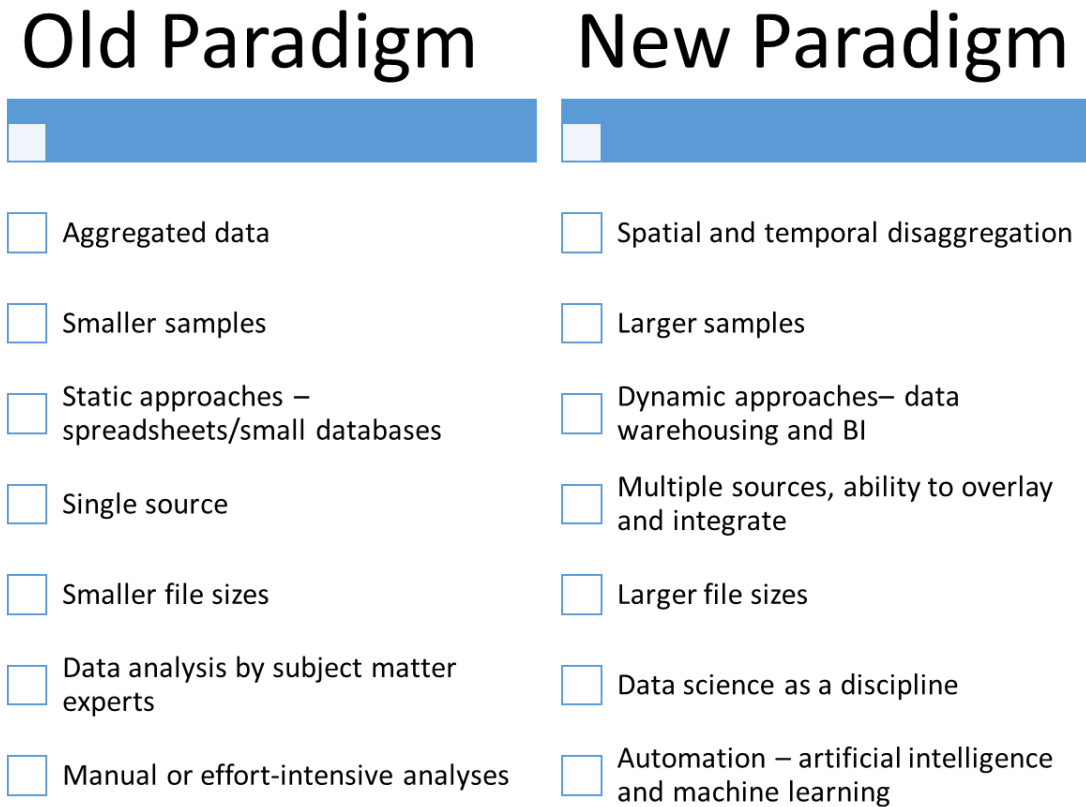 Old Paradigm
Aggregated data
Smaller samples
Static approaches –
spreadsheets/small databases
Single source
Smaller file sizes
Data analysis by subject matter
experts
Manual or effort-intensive analyses
New Paradigm
Spatial and temporal disaggregation
Larger samples
Dynamic approaches– data
warehousing and BI
Multiple sources, ability to overlay
and integrate
Larger file sizes
Data science as a discipline
Automation – artificial intelligence
and machine learning